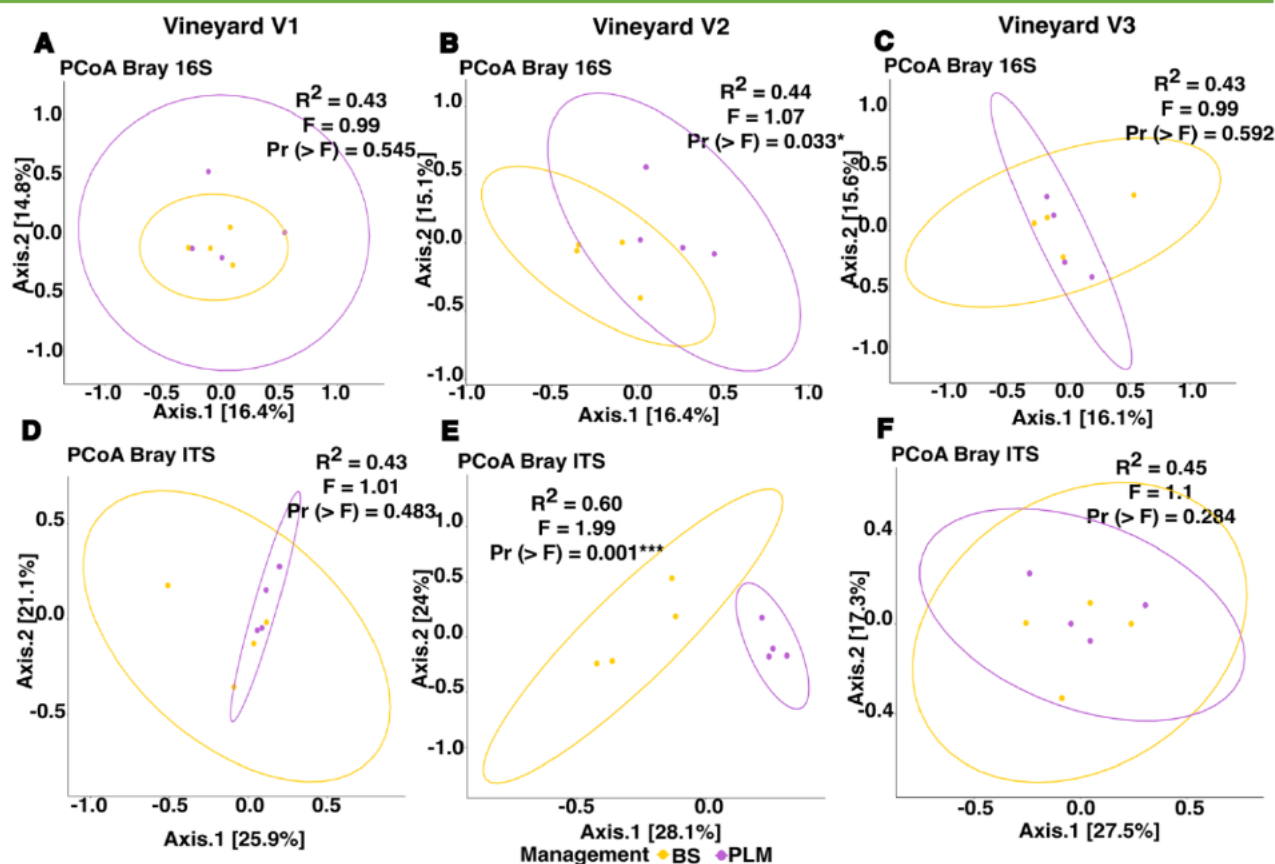 Vineyard V1
Vineyard V2
Vineyard V3
A
PCoA Bray 16S
R2 = 0.43
F = 0.99
Pr (> F) = 0.545
Axis.2 [14.8%]
1.0
0.5
0.0
-0.5
-1.0
-1.0 -0.5 0.0 0.5 1.0
Axis.1 [16.4%]
B
PCoA Bray 16S
R2 = 0.44
F = 1.07
Pr (> F) = 0.033*
Axis.2 [15.1%]
1.0
0.5
0.0
-0.5
-1.0
-1.0 -0.5 0.0 0.5 1.0
Axis.1 [16.4%]
C
PCoA Bray 16S
R2 = 0.43
F = 0.99
Pr (> F) = 0.592
Axis.2 [15.6%]
1.0
0.5
0.0
-0.5
-1.0
-1.0 -0.5 0.0 0.5 1.0
Axis.1 [16.1%]
D
PCoA Bray ITS
R2 = 0.43
F = 1.01
Pr (> F) = 0.483
Axis.2 [21.1%]
0.5
0.0
-0.5
-1.0 -0.5 0.0 0.5
Axis.1 [25.9%]
E
PCoA Bray ITS
R2 = 0.60
F = 1.99
Pr (> F) = 0.001***
Axis.2 [24%]
1.0
0.5
0.0
-0.5
-1.0
-0.5 0.0
Axis.1 [28.1%]
F
PCoA Bray ITS
R2 = 0.45
F = 1.1
Pr (> F) = 0.284
Axis.2 [17.3%]
0.4
0.0
-0.4
-0.5 0.0 0.5
Axis.1 [27.5%]
Management BS PLM